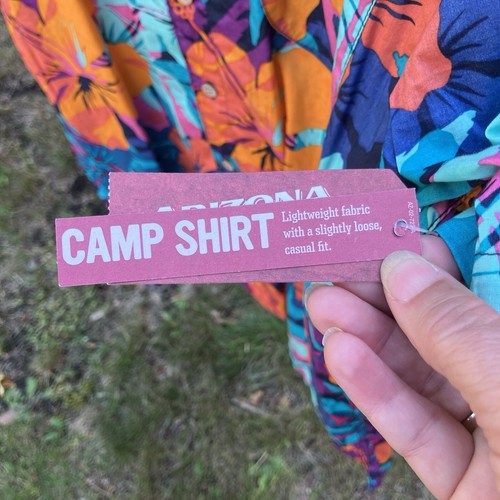 ARIZONA
CAMP SHIRT
Lightweight fabric
with a slightly loose,
casual fit.